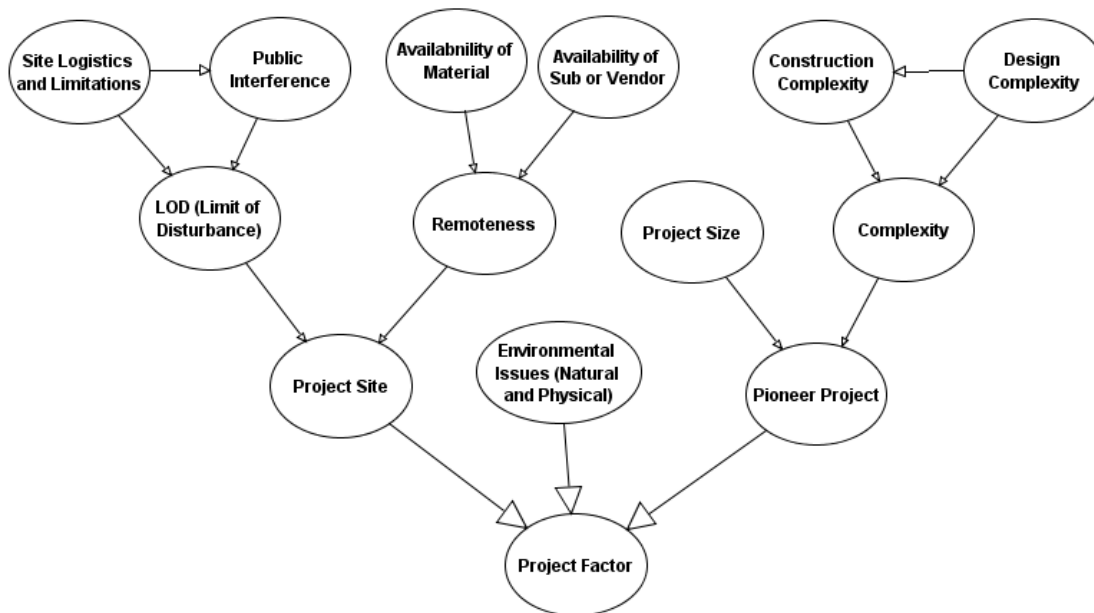 Site Logistics
and Limitations
Public
Interference
Availabnility of
Material
Availability of
Sub or Vendor
Construction
Complexity
Design
Complexity
LOD (Limit of
Disturbance)
Remoteness
Project Size
Complexity
Project Site
Environmental
Issues (Natural
and Physical)
Pioneer Project
Project Factor